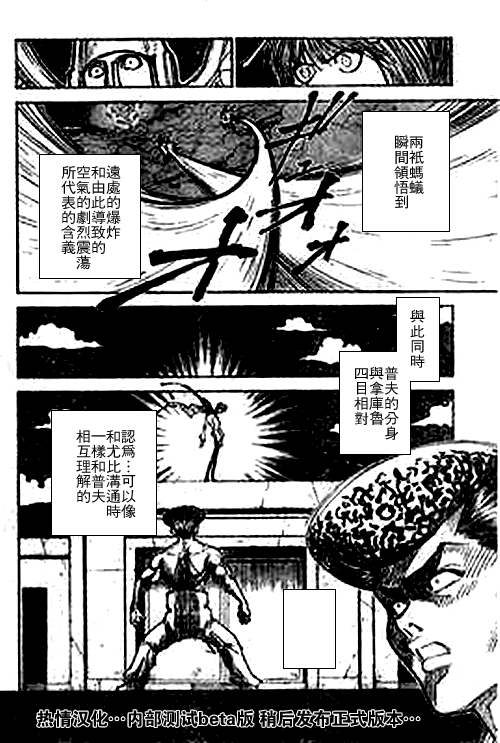 兩衹螞蟻
瞬間領悟到
遠處的爆炸
和由此導致的
空氣的劇烈震蕩
所代表的含義
與此同時
普夫的分身
與拿庫魯
四目相對
認爲…可以像
和尤比溝通時
一樣和普夫
相互理解的
热情汉化…内部测试beta版 稍后发布正式版本…